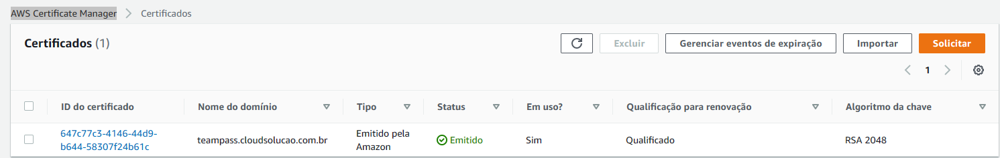 AWS Certificate Manager > Certificados
Certificados (1)
Excluir
Gerenciar eventos de expiração
Importar
Solicitar
1
ID do certificado
Nome do domínio
Tipo
Status
Em uso?
Qualificação para renovação
Algoritmo da chave
647c77c3-4146-44d9-
b644-58307f24b61c
teampass.cloudsolucao.com.br
Emitido pela
Amazon
Emitido
Sim
Qualificado
RSA 2048